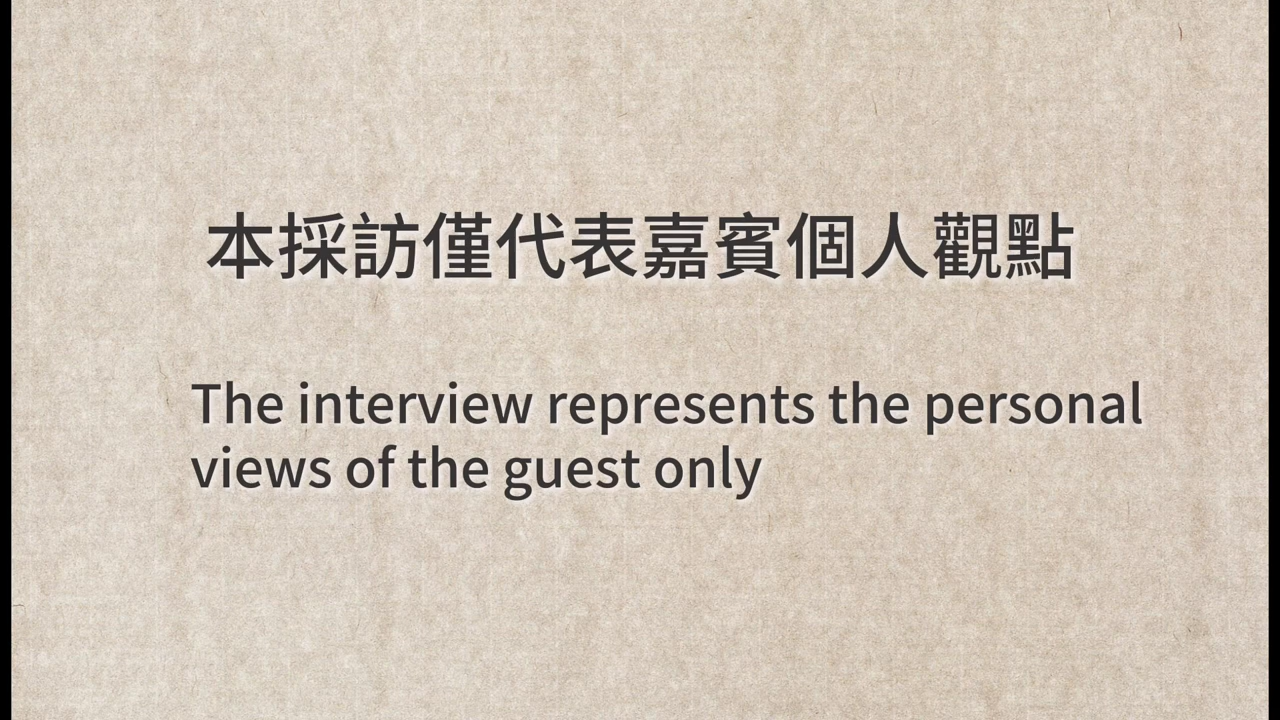 本採訪僅代表嘉賓個人觀點
The interview represents the personal
views of the guest only